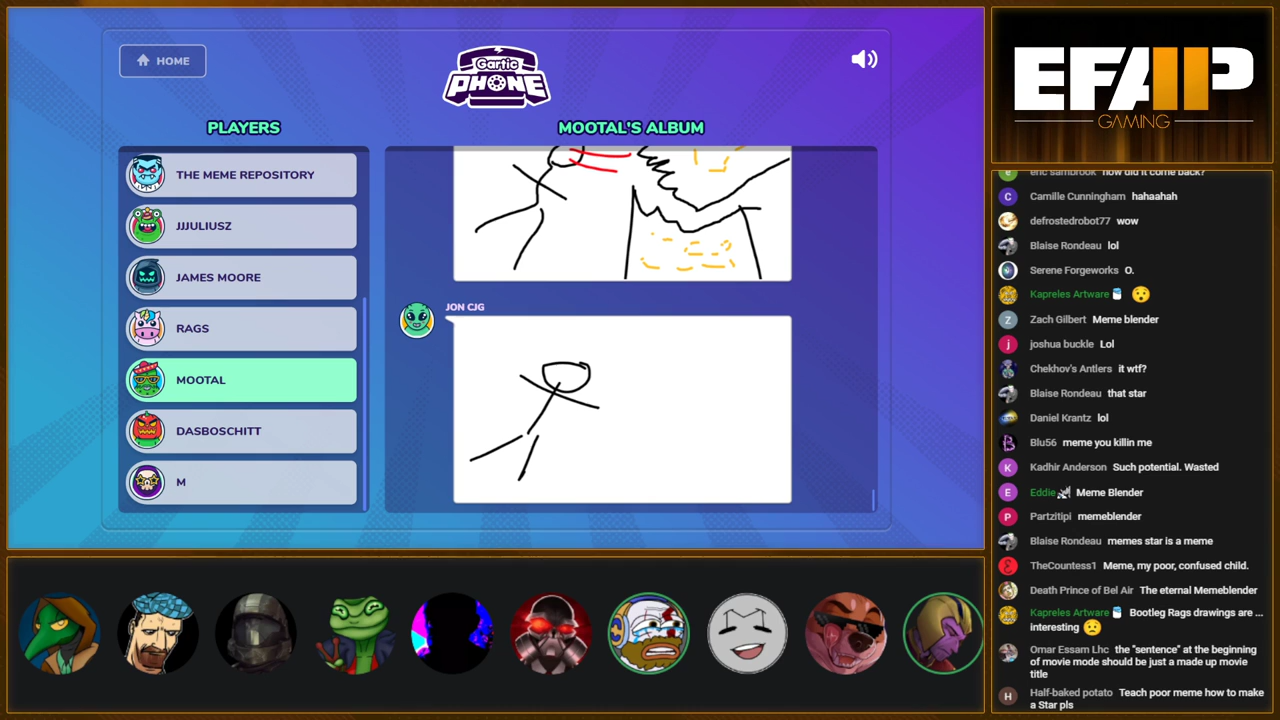 HOME
Gartic
PHONE
PLAYERS
MOOTAL'S ALBUM
THE MEME REPOSITORY
JJJULIUSZ
JAMES MOORE
RAGS
MOOTAL
DASBOSCHITT
M
JON CJG
EFAP
GAMING
eric sambrook how did it come back?
Camille Cunningham hahaahah
defrostedrobot77 wow
Blaise Rondeau lol
Serene Forgeworks O.
Kapreles Artware 😯
Zach Gilbert Meme blender
joshua buckle Lol
Chekhov's Antlers it wtf?
Blaise Rondeau that star
Daniel Krantz lol
Blu56 meme you killin me
Kadhir Anderson Such potential. Wasted
Eddie Meme Blender
Partzitipi memeblender
Blaise Rondeau memes star is a meme
TheCountess1 Meme, my poor, confused child.
Death Prince of Bel Air The eternal Memeblender
Kapreles Artware Bootleg Rags drawings are ...
interesting 😟
Omar Essam Lhc the "sentence" at the beginning
of movie mode should be just a made up movie
title
Half-baked potato Teach poor meme how to make
a Star pls